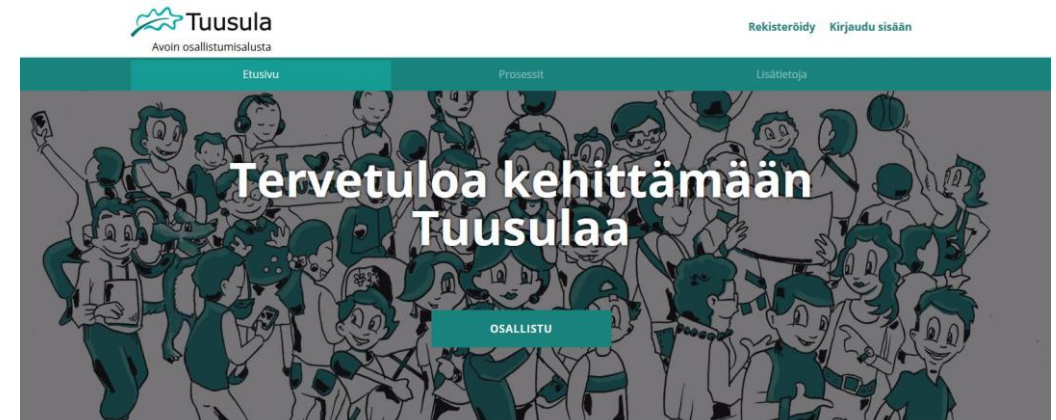 Tuusula
Avoin osallistumisalusta
Rekisteröidy Kirjaudu sisään
Etusivu Prosessit Lisätietoja
Tervetuloa kehittämään
Tuusulaa
OSALLISTU